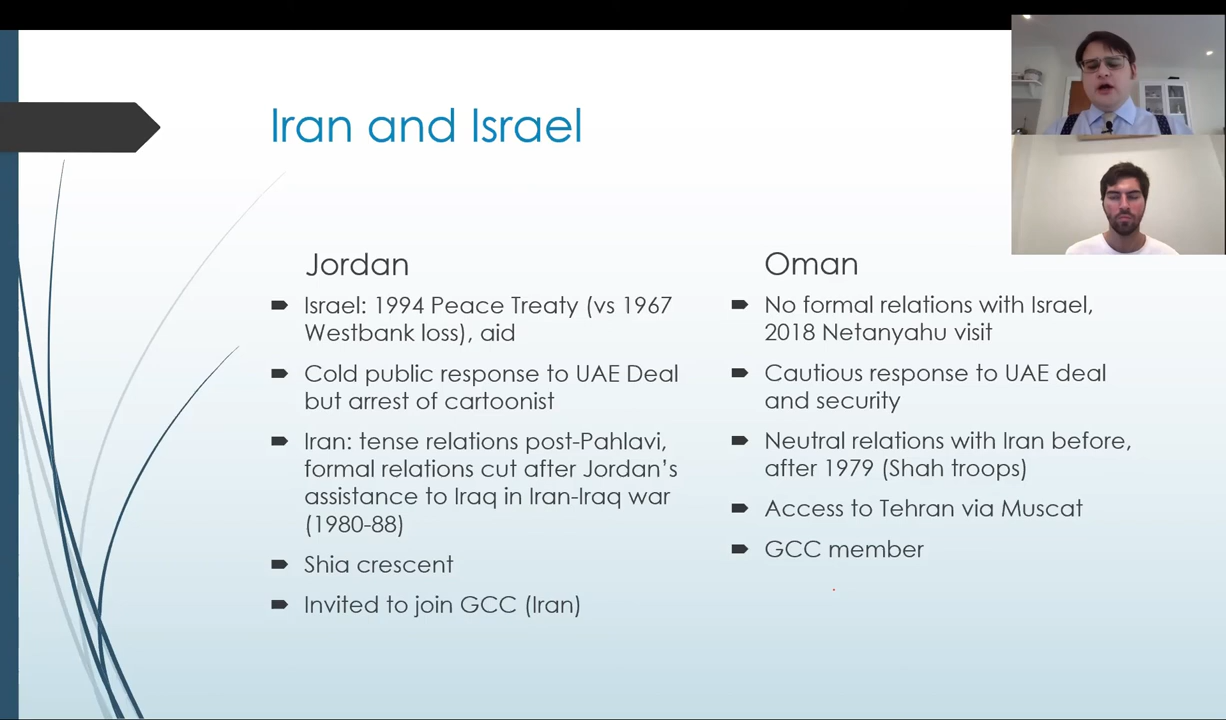 Iran and Israel
Jordan
Israel: 1994 Peace Treaty (vs 1967
Westbank loss), aid
Cold public response to UAE Deal
but arrest of cartoonist
Iran: tense relations post-Pahlavi,
formal relations cut after Jordan's
assistance to Iraq in Iran-Iraq war
(1980-88)
Shia crescent
Invited to join GCC (Iran)
Oman
No formal relations with Israel,
2018 Netanyahu visit
Cautious response to UAE deal
and security
Neutral relations with Iran before,
after 1979 (Shah troops)
Access to Tehran via Muscat
GCC member